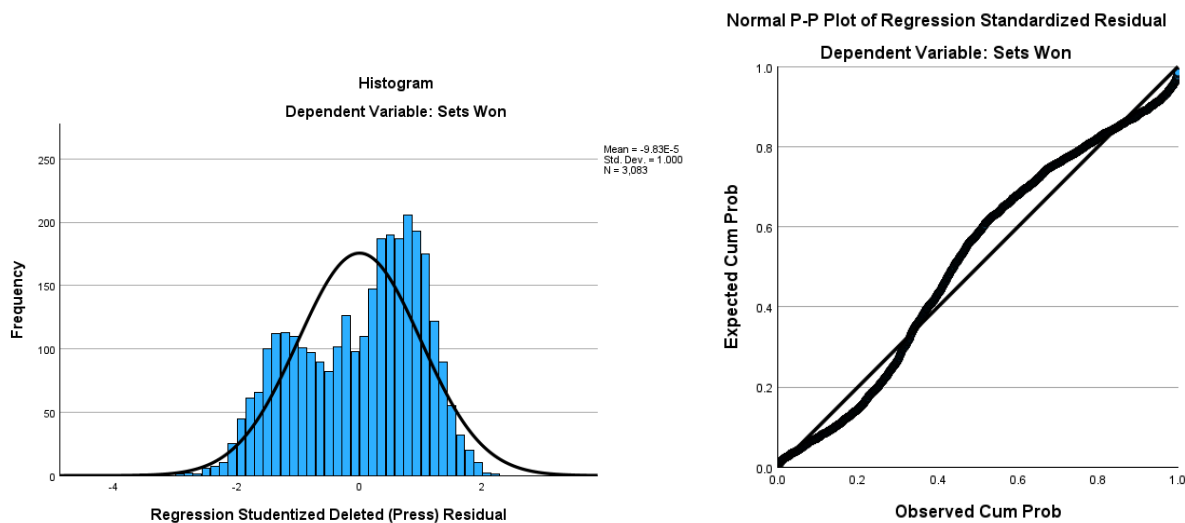 Histogram
Dependent Variable: Sets Won
Mean = -9.83E-5
Std. Dev. = 1.000
N = 3,083
Frequency
250
200
150
100
50
0
-4
-2
0
2
Regression Studentized Deleted (Press) Residual
Normal P-P Plot of Regression Standardized Residual
Dependent Variable: Sets Won
Expected Cum Prob
1.0
0.8
0.6
0.4
0.2
0.0
0.0
0.2
0.4
0.6
0.8
1.0
Observed Cum Prob